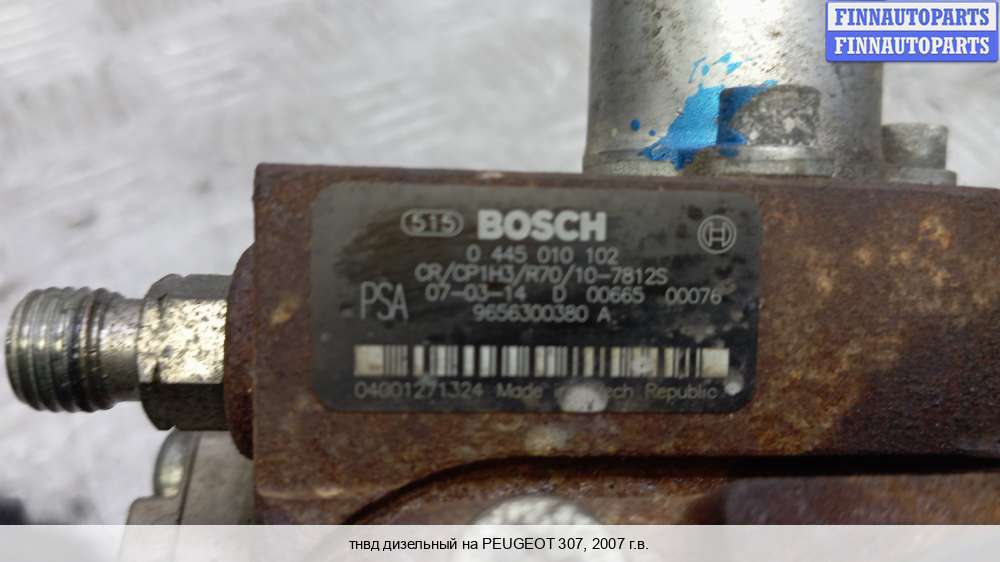 FINNAUTOPARTS
FINNAUTOPARTS
515 BOSCH
0 445 010 102
CR/CP1H3/R70/10-7812S
PSA 07-03-14 D 00665 00076
9656300380 A
04001271324 Made Republic
тнвд дизельный на PEUGEOT 307, 2007 г.в.